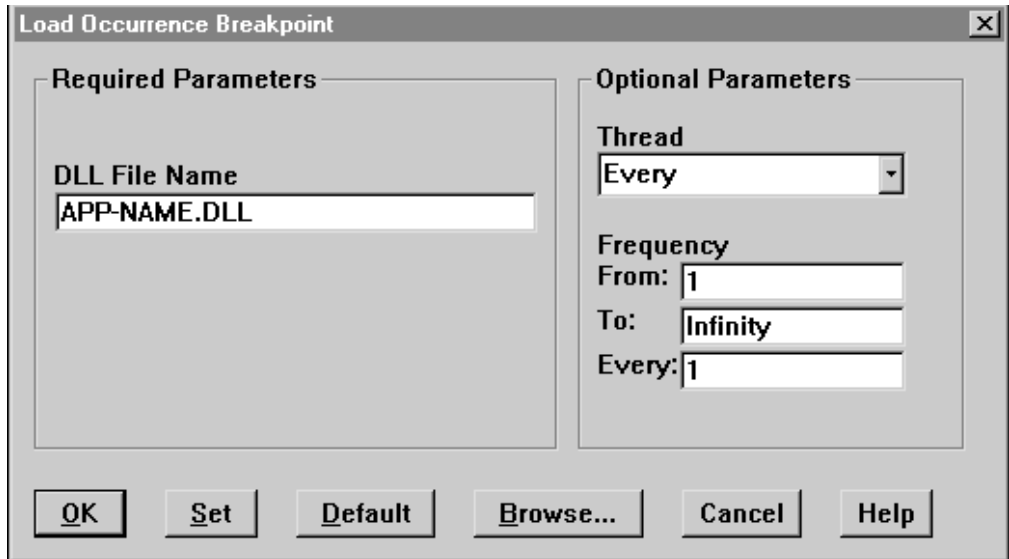 Load Occurrence Breakpoint
Required Parameters
DLL File Name
APP-NAME.DLL
Optional Parameters
Thread
Every
Frequency
From: 1
To: Infinity
Every: 1
OK Set Default Browse... Cancel Help